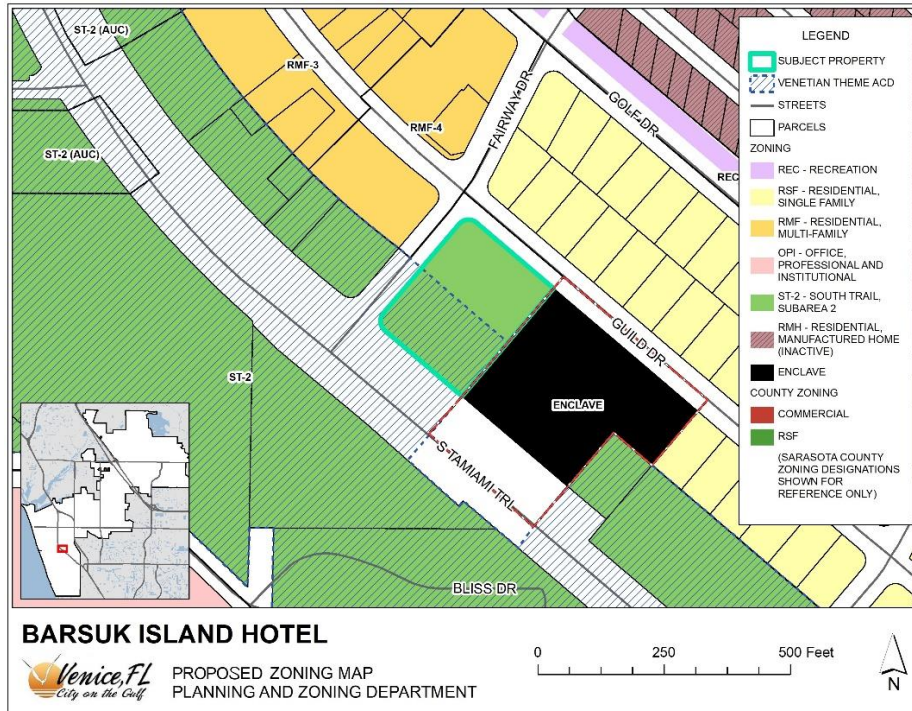 ST-2 (AUC)
ST-2 (AUC)
RMF-3
RMF-4
FAIRWAY DR
GOLF DR
REC
GUILD DR
ENCLAVE
ST-2
S TAMIAMI TRL
BLISS DR
LEGEND
SUBJECT PROPERTY
VENETIAN THEME ACD
STREETS
PARCELS
ZONING
REC - RECREATION
RSF - RESIDENTIAL,
SINGLE FAMILY
RMF - RESIDENTIAL,
MULTI-FAMILY
OPI - OFFICE,
PROFESSIONAL AND
INSTITUTIONAL
ST-2 - SOUTH TRAIL,
SUBAREA 2
RMH - RESIDENTIAL,
MANUFACTURED HOME
(INACTIVE)
ENCLAVE
COUNTY ZONING
COMMERCIAL
RSF
(SARASOTA COUNTY
ZONING DESIGNATIONS
SHOWN FOR
REFERENCE ONLY)
BARSUK ISLAND HOTEL
Venice, FL
City on the Gulf
PROPOSED ZONING MAP
PLANNING AND ZONING DEPARTMENT
0 250 500 Feet
N